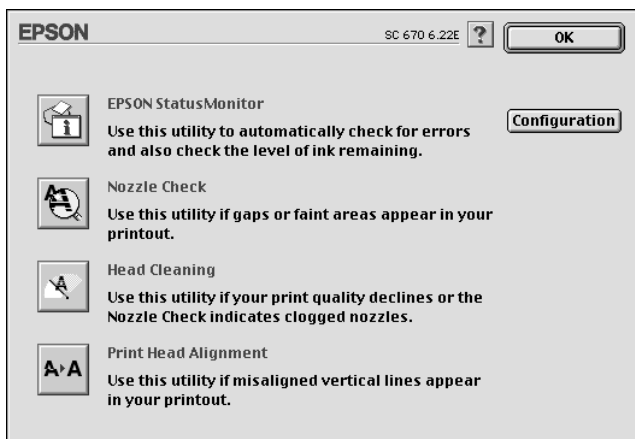 EPSON
SC 670 6.22E
?
OK
EPSON StatusMonitor
Use this utility to automatically check for errors
and also check the level of ink remaining.
Configuration
Nozzle Check
Use this utility if gaps or faint areas appear in your
printout.
Head Cleaning
Use this utility if your print quality declines or the
Nozzle Check indicates clogged nozzles.
Print Head Alignment
Use this utility if misaligned vertical lines appear
in your printout.